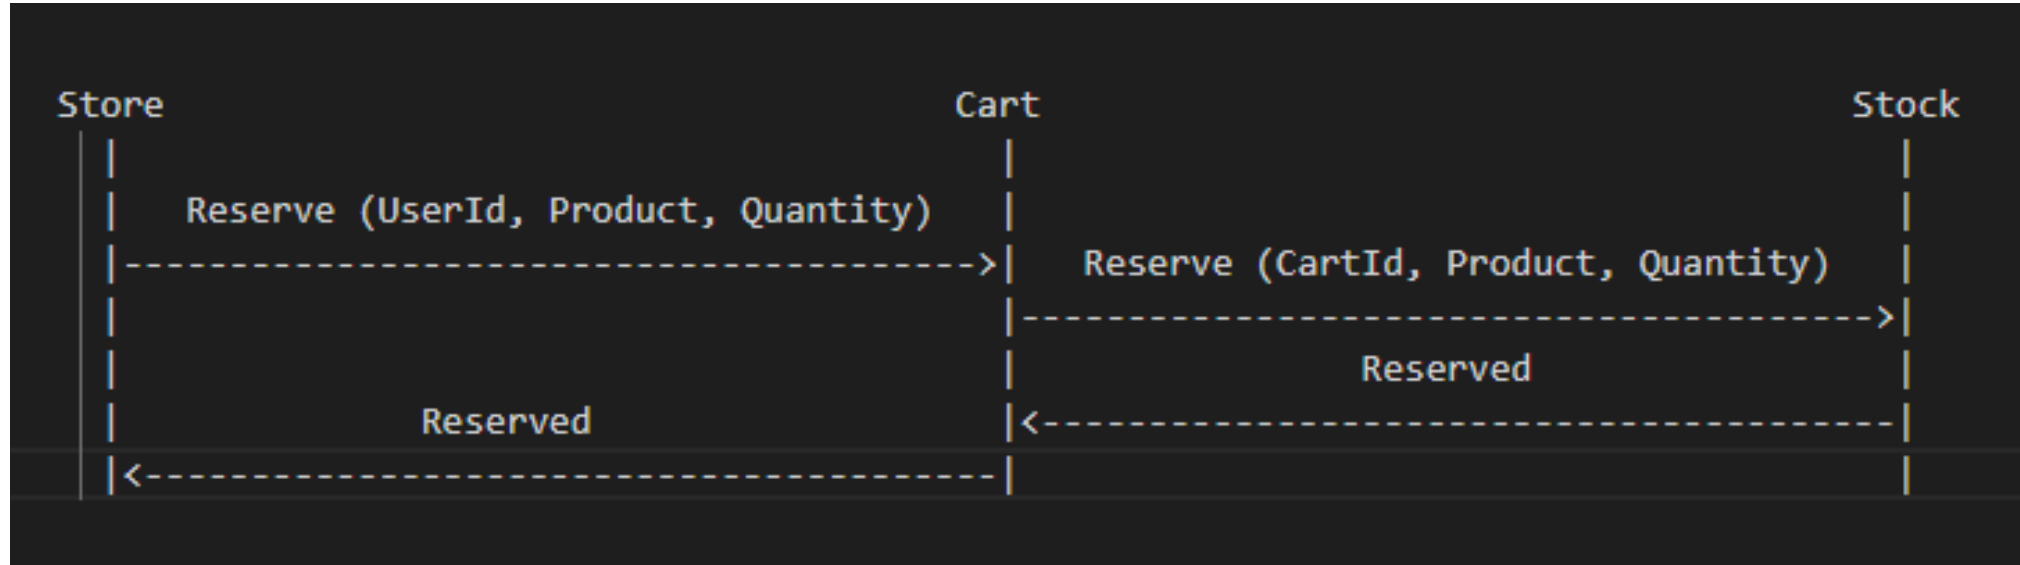 Store Cart Stock
Reserve (UserId, Product, Quantity)
Reserve (CartId, Product, Quantity)
Reserved
Reserved